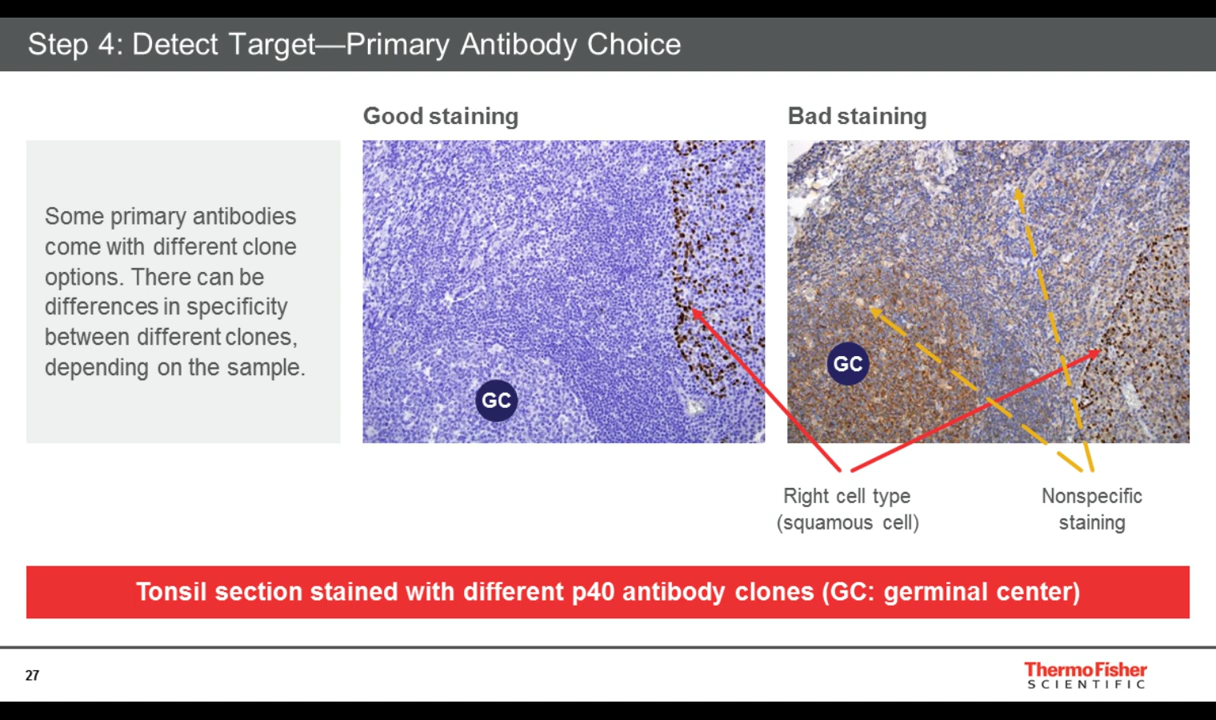 Step 4: Detect Target—Primary Antibody Choice
Good staining
Bad staining
Some primary antibodies
come with different clone
options. There can be
differences in specificity
between different clones,
depending on the sample.
GC
GC
Right cell type
(squamous cell)
Nonspecific
staining
Tonsil section stained with different p40 antibody clones (GC: germinal center)
27
ThermoFisher
SCIENTIFIC